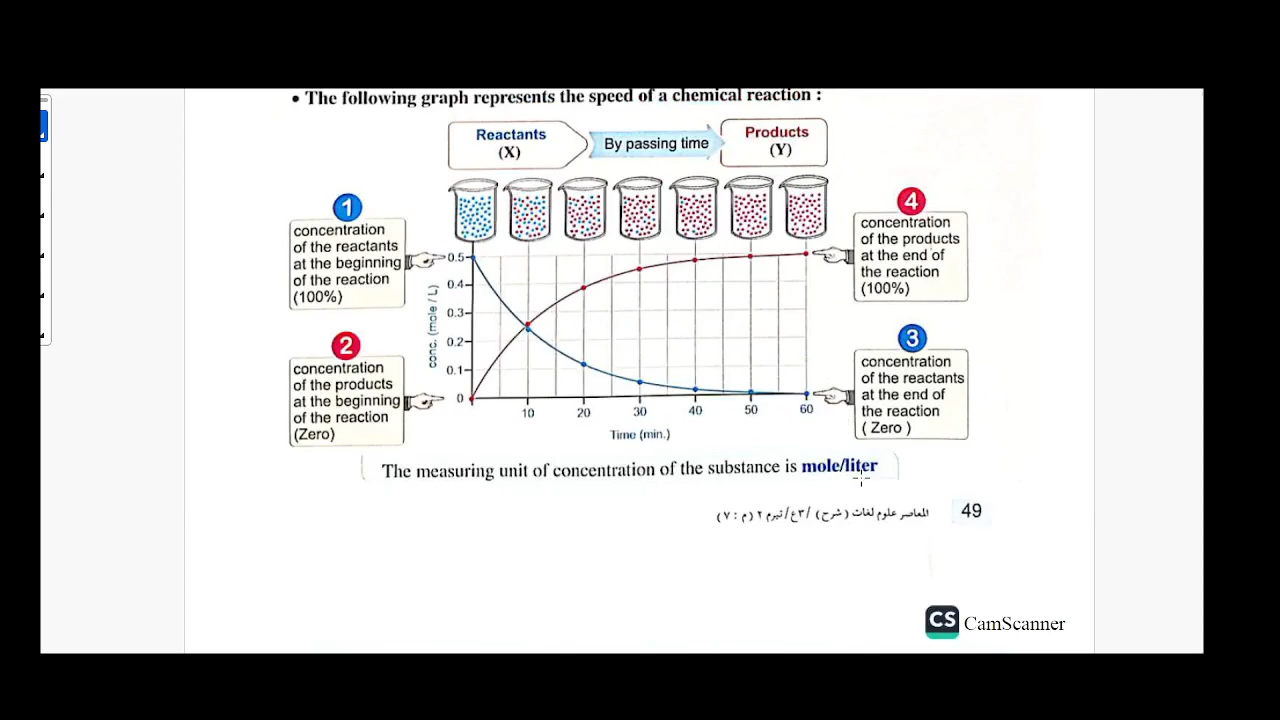 • The following graph represents the speed of a chemical reaction :
Reactants
(X)
By passing time
Products
(Y)
1
concentration
of the reactants
at the beginning
of the reaction
(100%)
2
concentration
of the products
at the beginning
of the reaction
(Zero)
4
concentration
of the products
at the end of
the reaction
(100%)
3
concentration
of the reactants
at the end of
the reaction
( Zero )
conc. (mole / L)
0.5
0.4
0.3
0.2
0.1
0
10 20 30 40 50 60
Time (min.)
The measuring unit of concentration of the substance is mole/liter
المعاصر علوم لغات (شرح) /٣ع/تيرم ٢ (م : ٧)
49
CS CamScanner